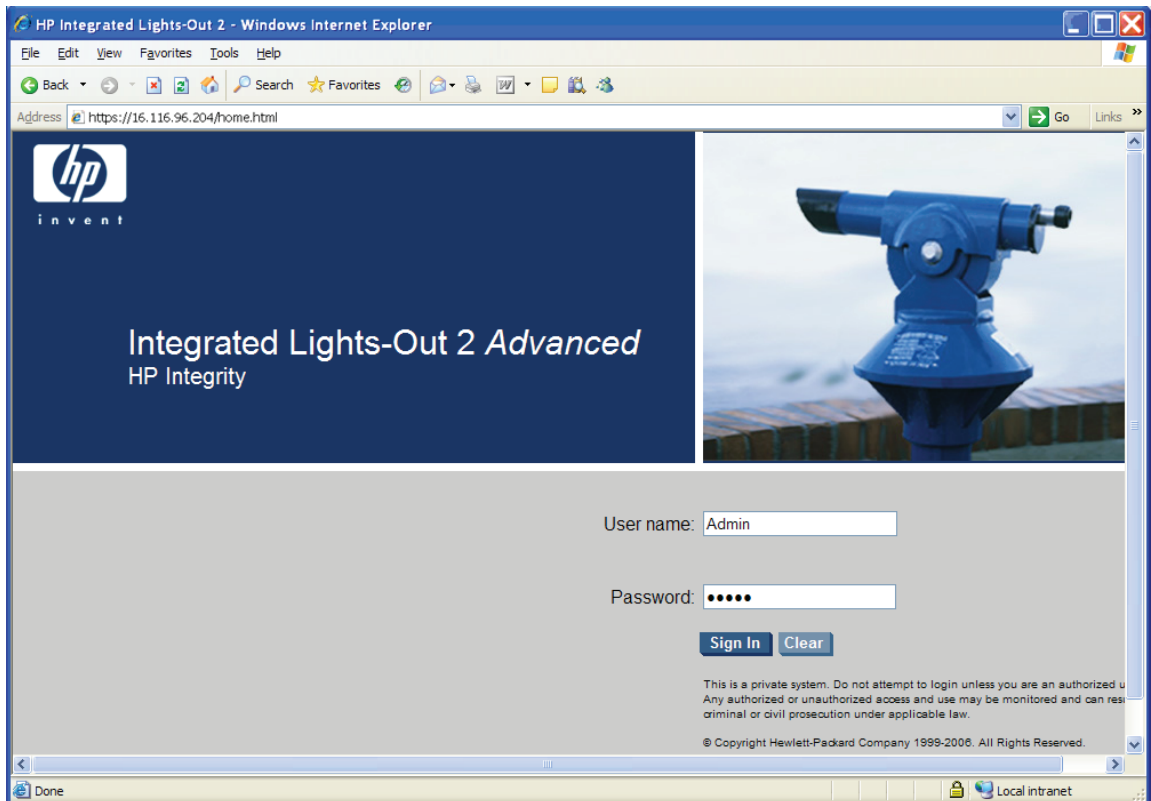 HP Integrated Lights-Out 2 - Windows Internet Explorer
File Edit View Favorites Tools Help
Back Search Favorites
Address https://16.116.96.204/home.html Go Links »
hp
invent
Integrated Lights-Out 2 Advanced
HP Integrity
User name: Admin
Password: •••••
Sign In Clear
This is a private system. Do not attempt to login unless you are an authorized u
Any authorized or unauthorized access and use may be monitored and can res
criminal or civil prosecution under applicable law.
© Copyright Hewlett-Packard Company 1999-2006. All Rights Reserved.
Done Local intranet